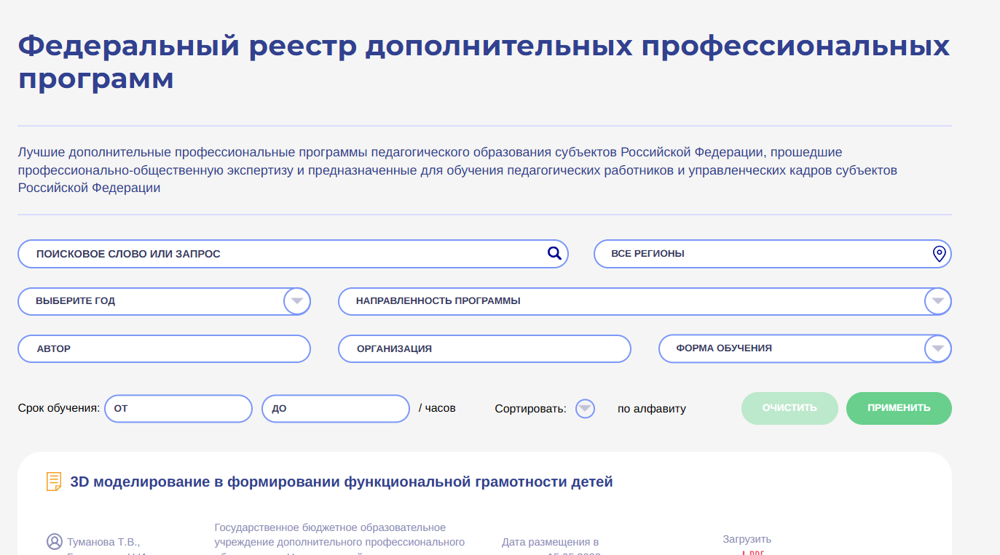 Федеральный реестр дополнительных профессиональных
программ
Лучшие дополнительные профессиональные программы педагогического образования субъектов Российской Федерации, прошедшие
профессионально-общественную экспертизу и предназначенные для обучения педагогических работников и управленческих кадров субъектов
Российской Федерации
ПОИСКОВОЕ СЛОВО ИЛИ ЗАПРОС
ВСЕ РЕГИОНЫ
ВЫБЕРИТЕ ГОД
НАПРАВЛЕННОСТЬ ПРОГРАММЫ
АВТОР
ОРГАНИЗАЦИЯ
ФОРМА ОБУЧЕНИЯ
Срок обучения: ОТ ДО / часов Сортировать: по алфавиту ОЧИСТИТЬ ПРИМЕНИТЬ
3D моделирование в формировании функциональной грамотности детей
Государственное бюджетное образовательное
Туманова Т.В., учреждение дополнительного профессионального Дата размещения в Загрузить